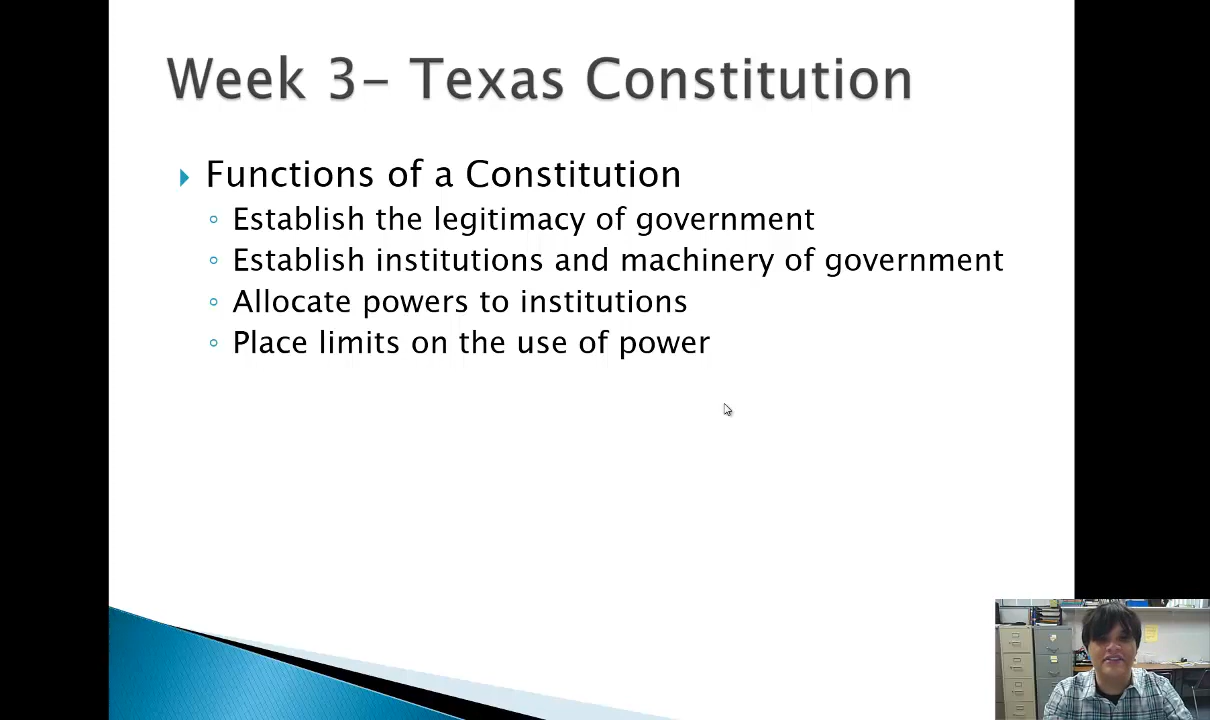 Week 3- Texas Constitution
Functions of a Constitution
Establish the legitimacy of government
Establish institutions and machinery of government
Allocate powers to institutions
Place limits on the use of power